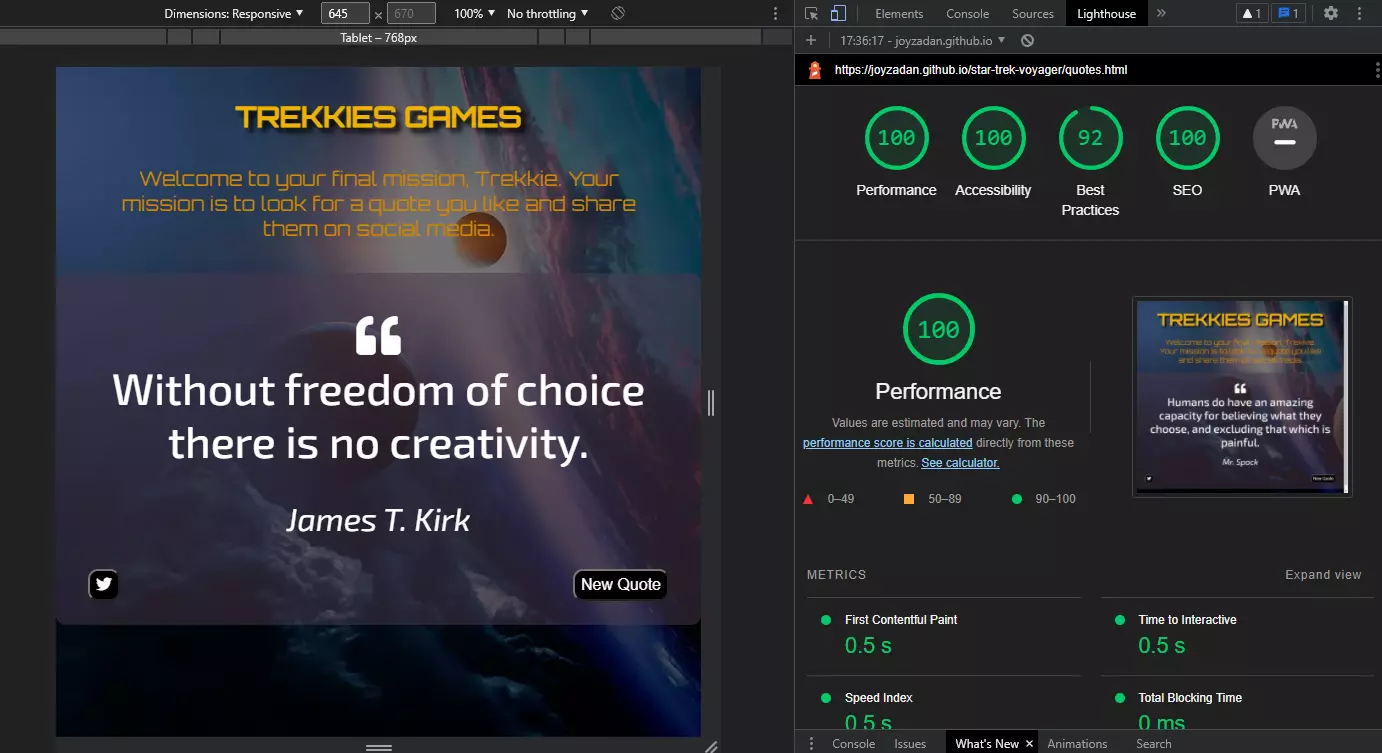 Dimensions: Responsive ▼ 645 × 670 100% ▼ No throttling ▼
Tablet – 768px
TREKKIES GAMES
Welcome to your final mission, Trekkie. Your
mission is to look for a quote you like and share
them on social media.
Without freedom of choice
there is no creativity.
James T. Kirk
New Quote
Elements Console Sources Lighthouse » 1 1
+ 17:36:17 - joyzadan.github.io ▼
https://joyzadan.github.io/star-trek-voyager/quotes.html
100 100 92 100 PWA
Performance Accessibility Best SEO PWA
Practices
100
Performance
Values are estimated and may vary. The
performance score is calculated directly from these
metrics. See calculator.
0–49 50–89 90–100
TREKKIES GAMES
Welcome to your final mission, Trekkie.
Your mission is to look for a quote you like
and share them on social media.
Humans do have an amazing
capacity for believing what they
choose, and excluding that which is
painful.
Mr. Spock
New Quote
METRICS Expand view
First Contentful Paint Time to Interactive
0.5 s 0.5 s
Speed Index Total Blocking Time
0.5 s 0 ms
Console Issues What's New × Animations Search